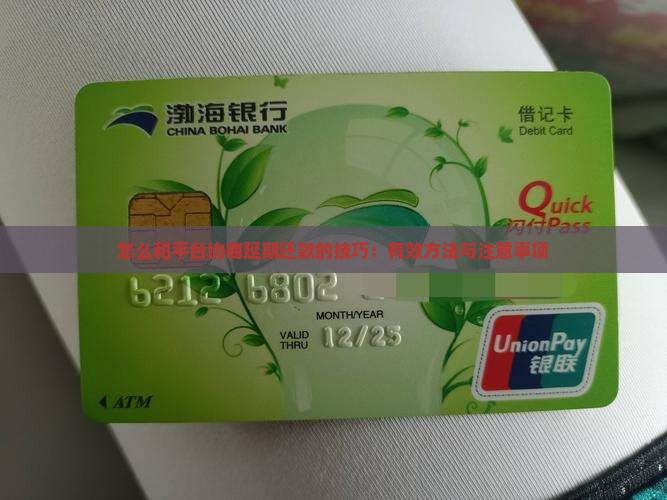 渤海银行
CHINA BOHAI BANK
借记卡
Debit Card
Quick
闪付Pass
怎么和平台协商延期还款的技巧：有效方法与注意事项
6212 6802
MONTH/YEAR
VALID THRU 12/25
UnionPay
银联
ATM